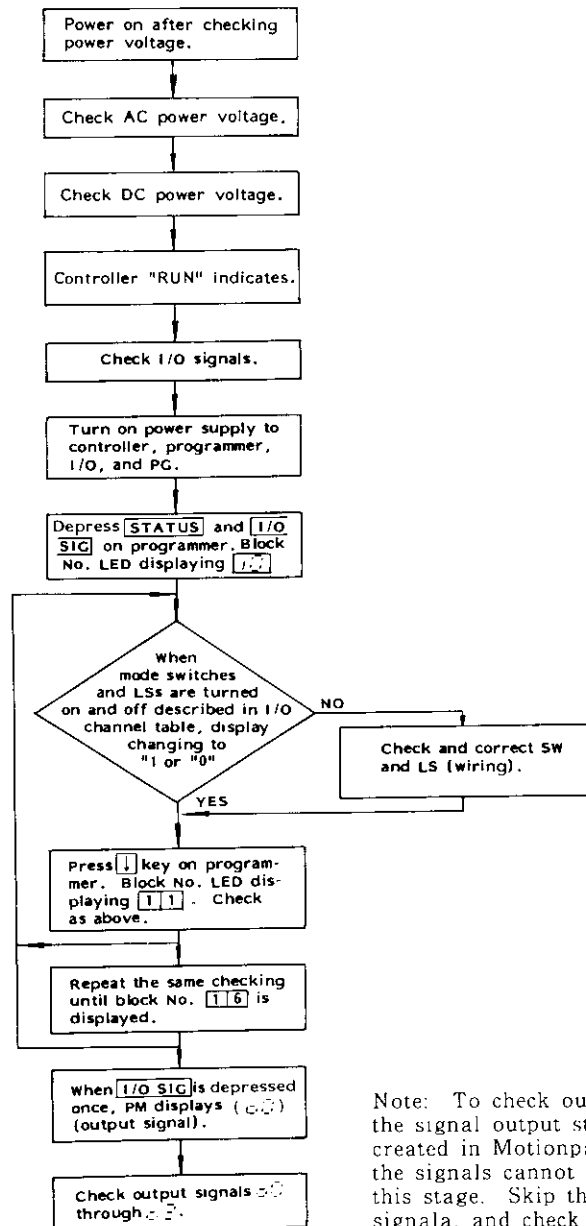 Power on after checking
power voltage.
Check AC power voltage.
Check DC power voltage.
Controller "RUN" indicates.
Check I/O signals.
Turn on power supply to
controller, programmer,
I/O, and PG.
Depress STATUS and I/O
SIG on programmer. Block
No. LED displaying
When
mode switches
and LSs are turned
on and off described in I/O
channel table, display
changing to
"1 or "0"
NO
Check and correct SW
and LS (wiring).
YES
Press ↓ key on program-
mer. Block No. LED dis-
playing 1 1 . Check
as above.
Repeat the same checking
until block No. 1 6 is
displayed.
When I/O SIG is depressed
once, PM displays
(output signal).
Check output signals
through
Note: To check ou
the signal output st
created in Motionp
the signals cannot
this stage. Skip th
signala, and check